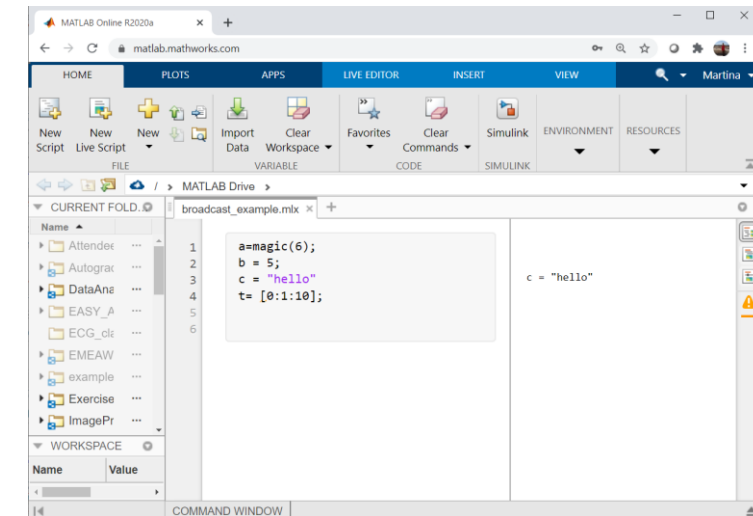 MATLAB Online R2020a
matlab.mathworks.com
HOME PLOTS APPS LIVE EDITOR INSERT VIEW Martina
New Script
New Live Script
New
Import Data
Clear Workspace
Favorites
Clear Commands
Simulink
ENVIRONMENT
RESOURCES
FILE VARIABLE CODE SIMULINK
/ > MATLAB Drive >
CURRENT FOLD.
broadcast_example.mlx
Name
Attendee
Autograc
DataAna
EASY_A
ECG_cla
EMEAW
example
Exercise
ImagePr
1 a=magic(6);
2 b = 5;
3 c = "hello"
4 t= [0:1:10];
5
6
c = "hello"
WORKSPACE
Name Value
COMMAND WINDOW